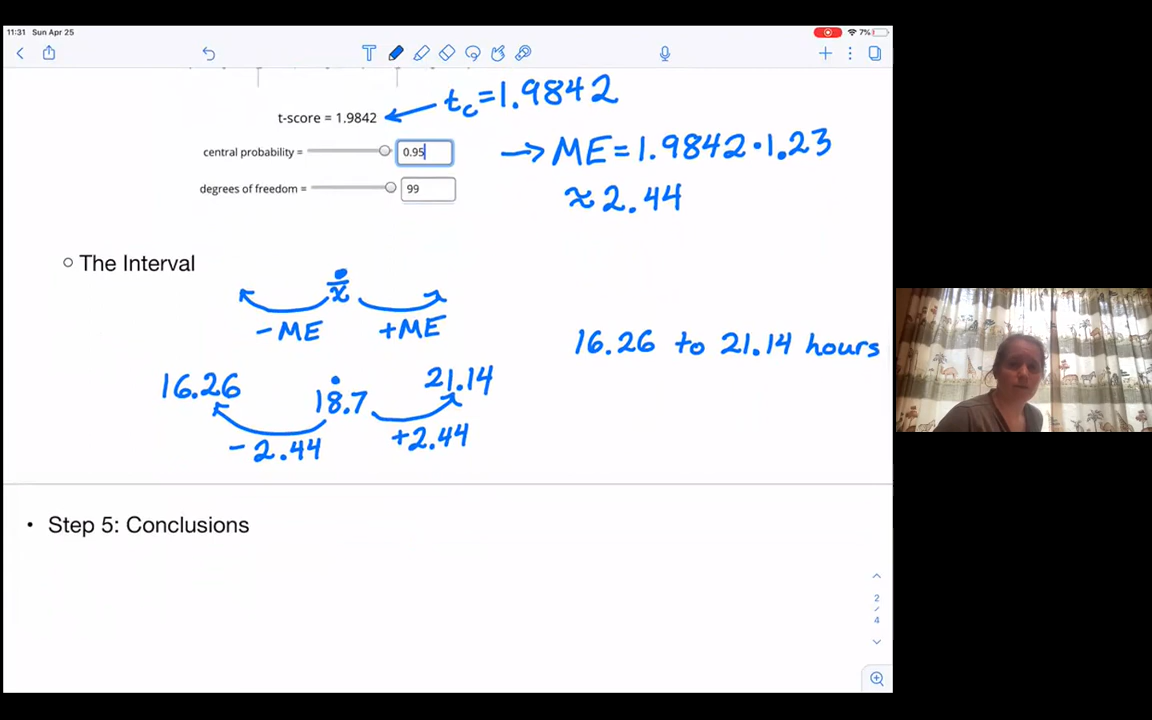 11:31 Sun Apr 25
7%
T
t-score = 1.9842
t_c = 1.9842
central probability =
0.95
→ ME = 1.9842 · 1.23
degrees of freedom =
99
≈ 2.44
The Interval
x̄
- ME
+ ME
16.26 to 21.14 hours
16.26
18.7
21.14
- 2.44
+2.44
Step 5: Conclusions
2
/
4